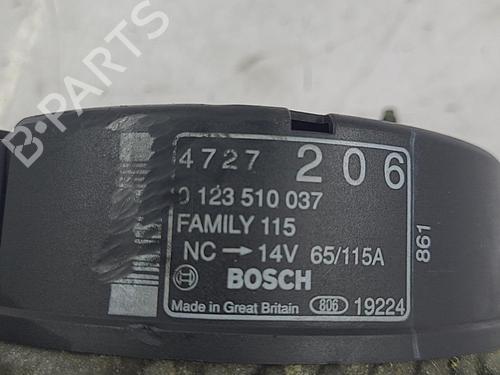 B-PARTS
4727 206
0 123 510 037
FAMILY 115
NC → 14V 65/115A
BOSCH
Made in Great Britain 806 19224
861